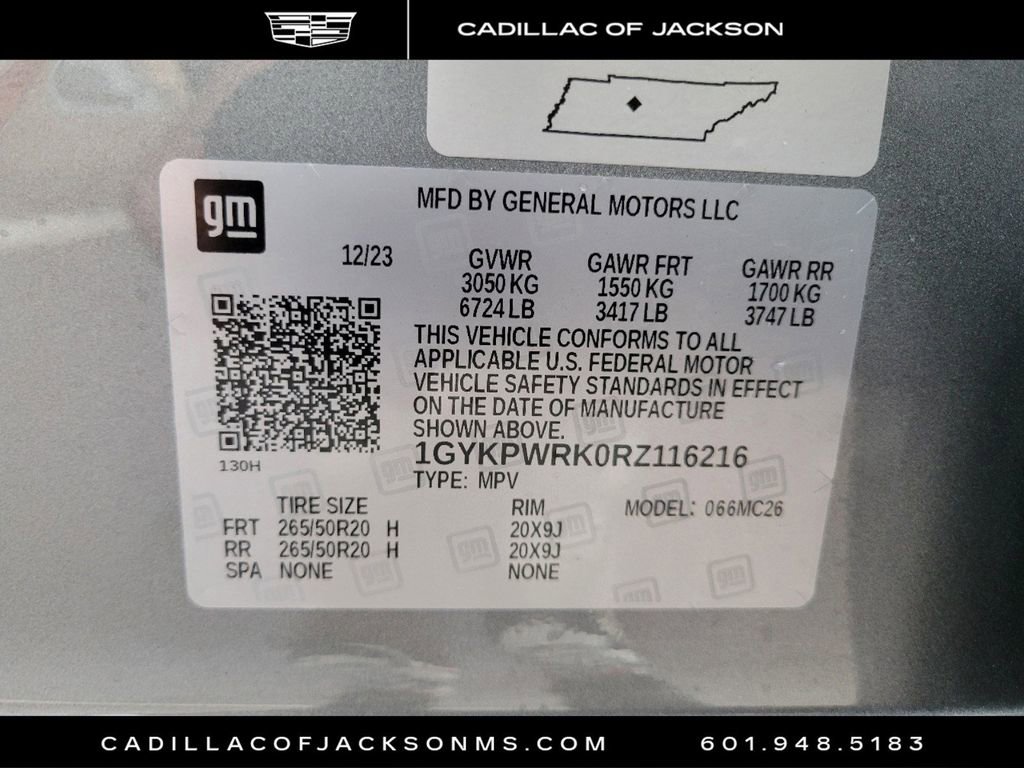 CADILLAC OF JACKSON
gm
MFD BY GENERAL MOTORS LLC
12/23
GVWR
3050 KG
6724 LB
GAWR FRT
1550 KG
3417 LB
GAWR RR
1700 KG
3747 LB
THIS VEHICLE CONFORMS TO ALL
APPLICABLE U.S. FEDERAL MOTOR
VEHICLE SAFETY STANDARDS IN EFFECT
ON THE DATE OF MANUFACTURE
SHOWN ABOVE.
1GYKPWRK0RZ116216
130H
TYPE: MPV
TIRE SIZE RIM MODEL: 066MC26
FRT 265/50R20 H 20X9J
RR 265/50R20 H 20X9J
SPA NONE NONE
CADILLACOFJACKSONMS.COM 601.948.5183